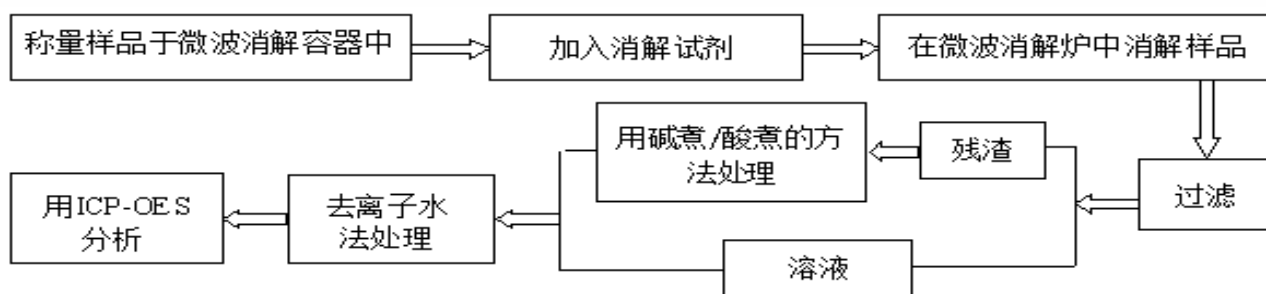 称量样品于微波消解容器中
加入消解试剂
在微波消解炉中消解样品
过滤
残渣
用碱煮/酸煮的方
法处理
溶液
去离子水
法处理
用ICP-OES
分析